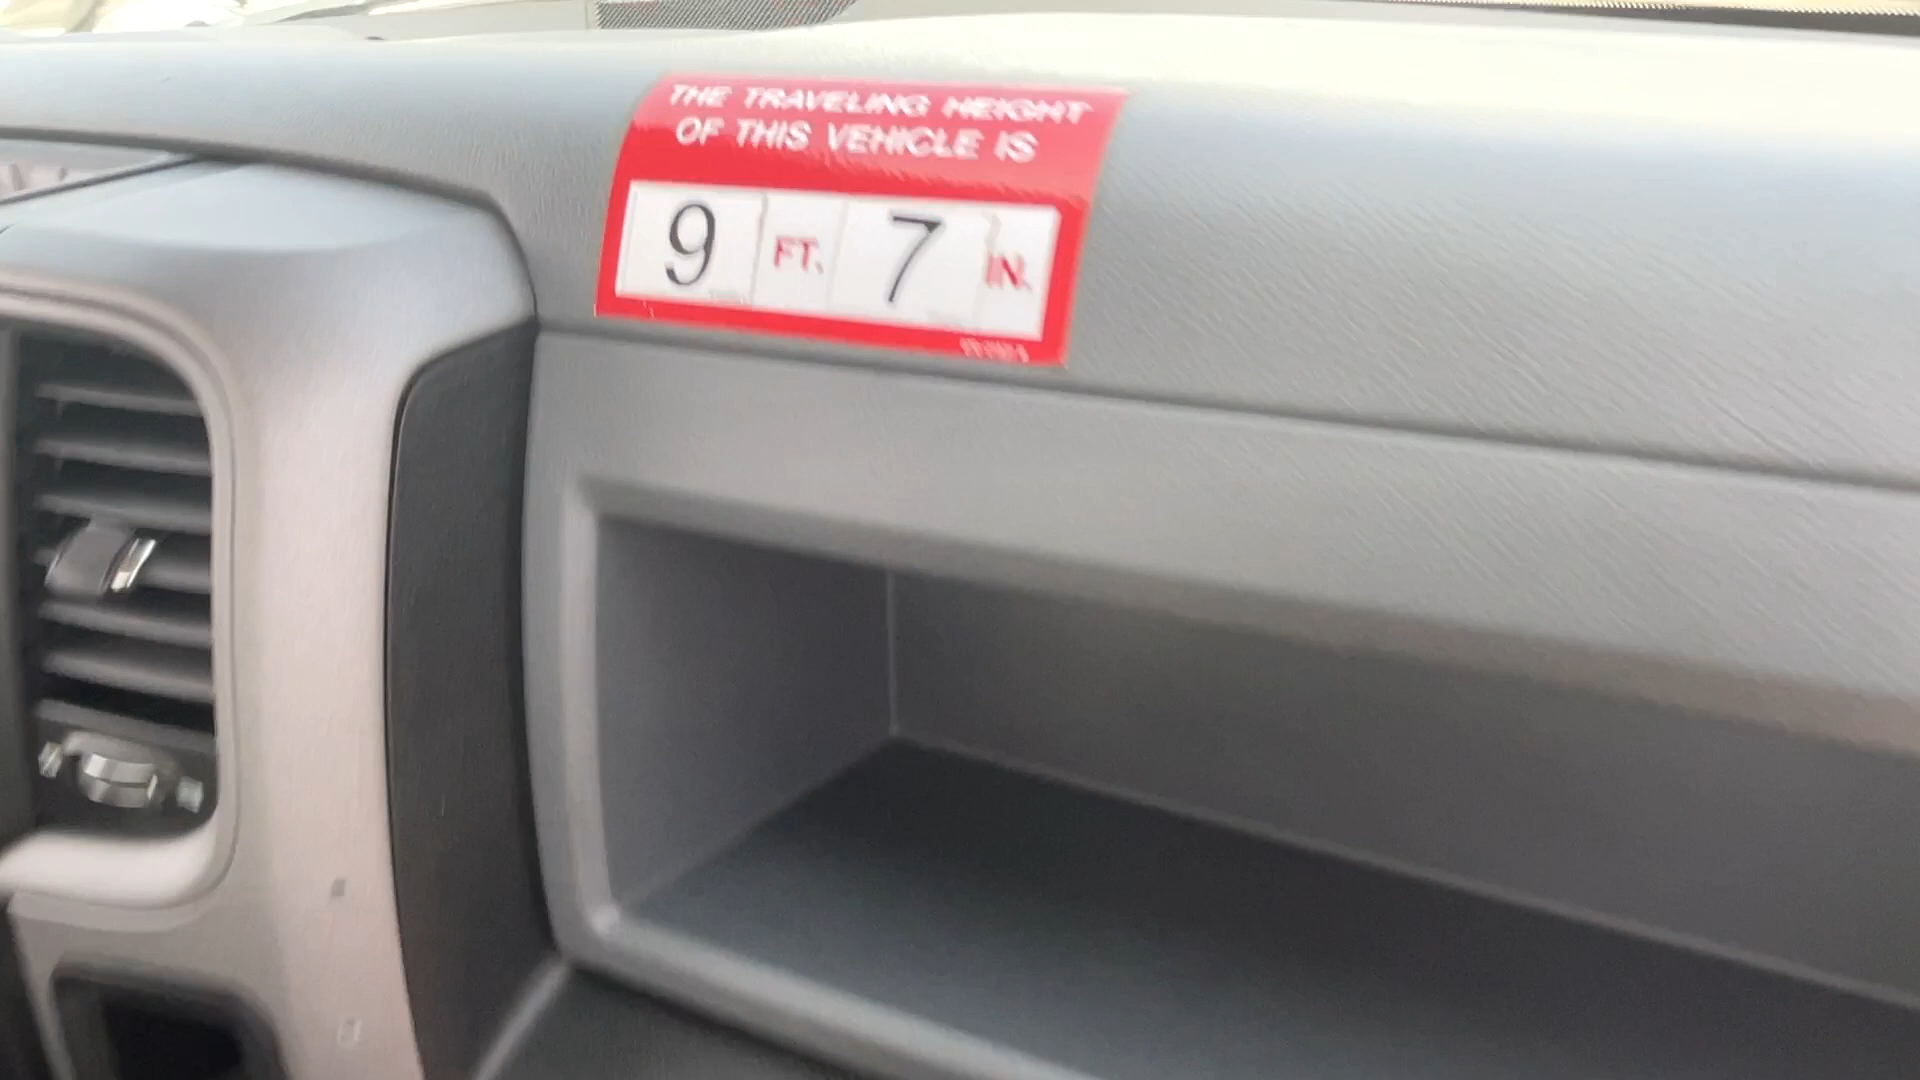 THE TRAVELING HEIGHT
OF THIS VEHICLE IS
9 FT. 7 IN.